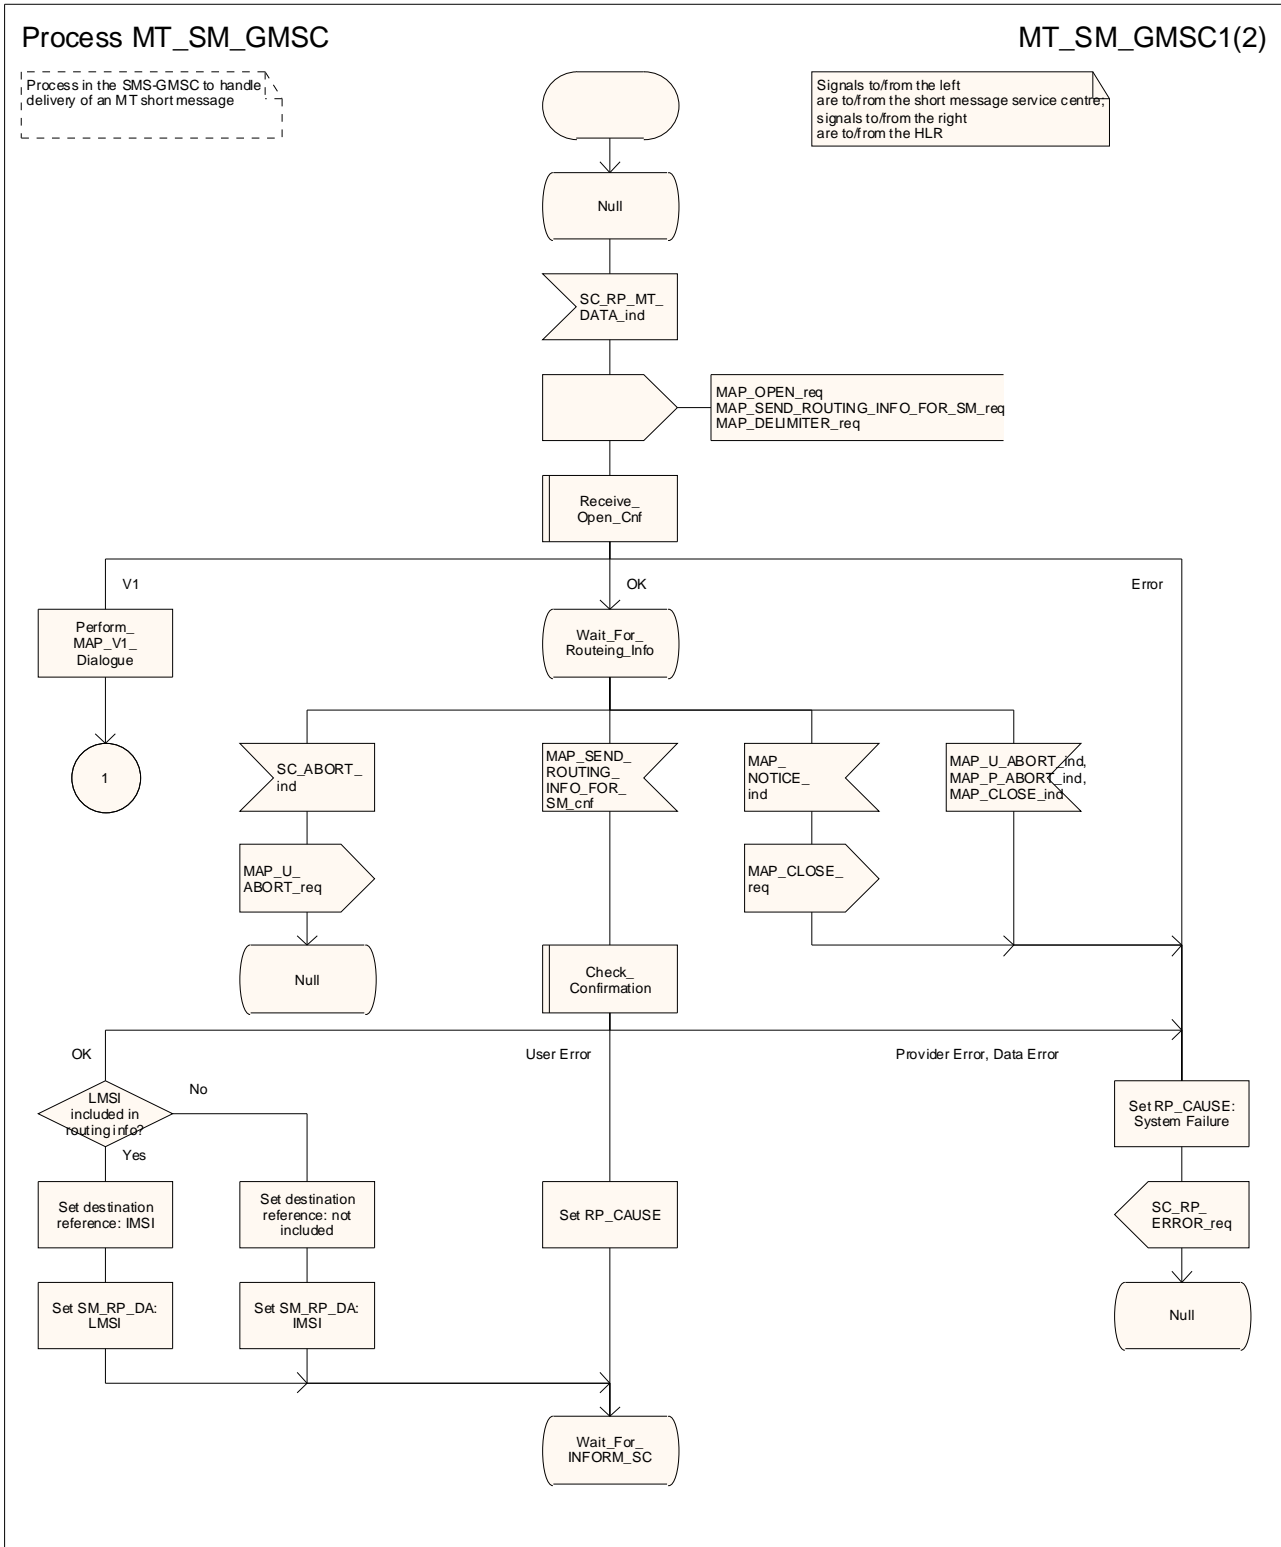 Process MT_SM_GMSC
MT_SM_GMSC1(2)
Process in the SMS-GMSC to handle
delivery of an MT short message
Signals to/from the left
are to/from the short message service centre;
signals to/from the right
are to/from the HLR
Null
SC_RP_MT_
DATA_ind
MAP_OPEN_req
MAP_SEND_ROUTING_INFO_FOR_SM_req
MAP_DELIMITER_req
Receive_
Open_Cnf
V1
OK
Error
Perform_
MAP_V1_
Dialogue
Wait_For_
Routeing_Info
1
SC_ABORT_
ind
MAP_SEND_
ROUTING_
INFO_FOR_
SM_cnf
MAP_
NOTICE_
ind
MAP_U_ABORT_ind,
MAP_P_ABORT_ind,
MAP_CLOSE_ind
MAP_U_
ABORT_req
MAP_CLOSE_
req
Null
Check_
Confirmation
OK
User Error
Provider Error, Data Error
LMSI
included in
routing info?
No
Yes
Set RP_CAUSE:
System Failure
Set destination
reference: IMSI
Set destination
reference: not
included
Set RP_CAUSE
SC_RP_
ERROR_req
Set SM_RP_DA:
LMSI
Set SM_RP_DA:
IMSI
Null
Wait_For_
INFORM_SC